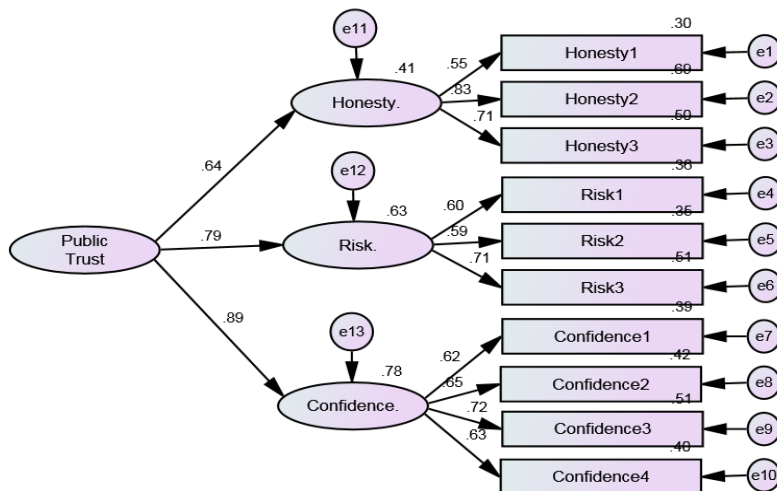 e11
.41
Honesty.
.55
.83
.71
.30
Honesty1
e1
.69
Honesty2
e2
.50
Honesty3
e3
.64
e12
.63
Risk.
.60
.59
.71
.36
Risk1
e4
.35
Risk2
e5
.51
Risk3
e6
Public
Trust
.79
.89
e13
.78
Confidence.
.62
.65
.72
.63
.39
Confidence1
e7
.42
Confidence2
e8
.51
Confidence3
e9
.40
Confidence4
e10